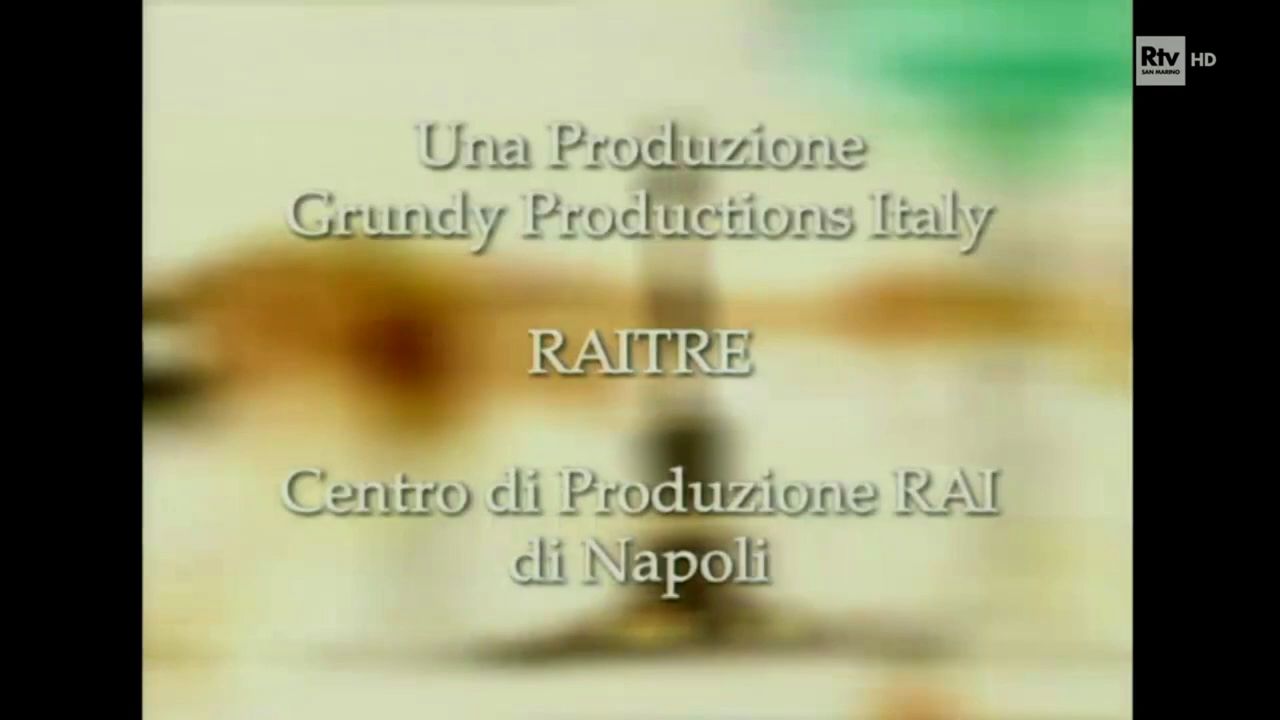 Rtv HD
SAN MARINO
Una Produzione
Grundy Productions Italy
RAITRE
Centro di Produzione RAI
di Napoli